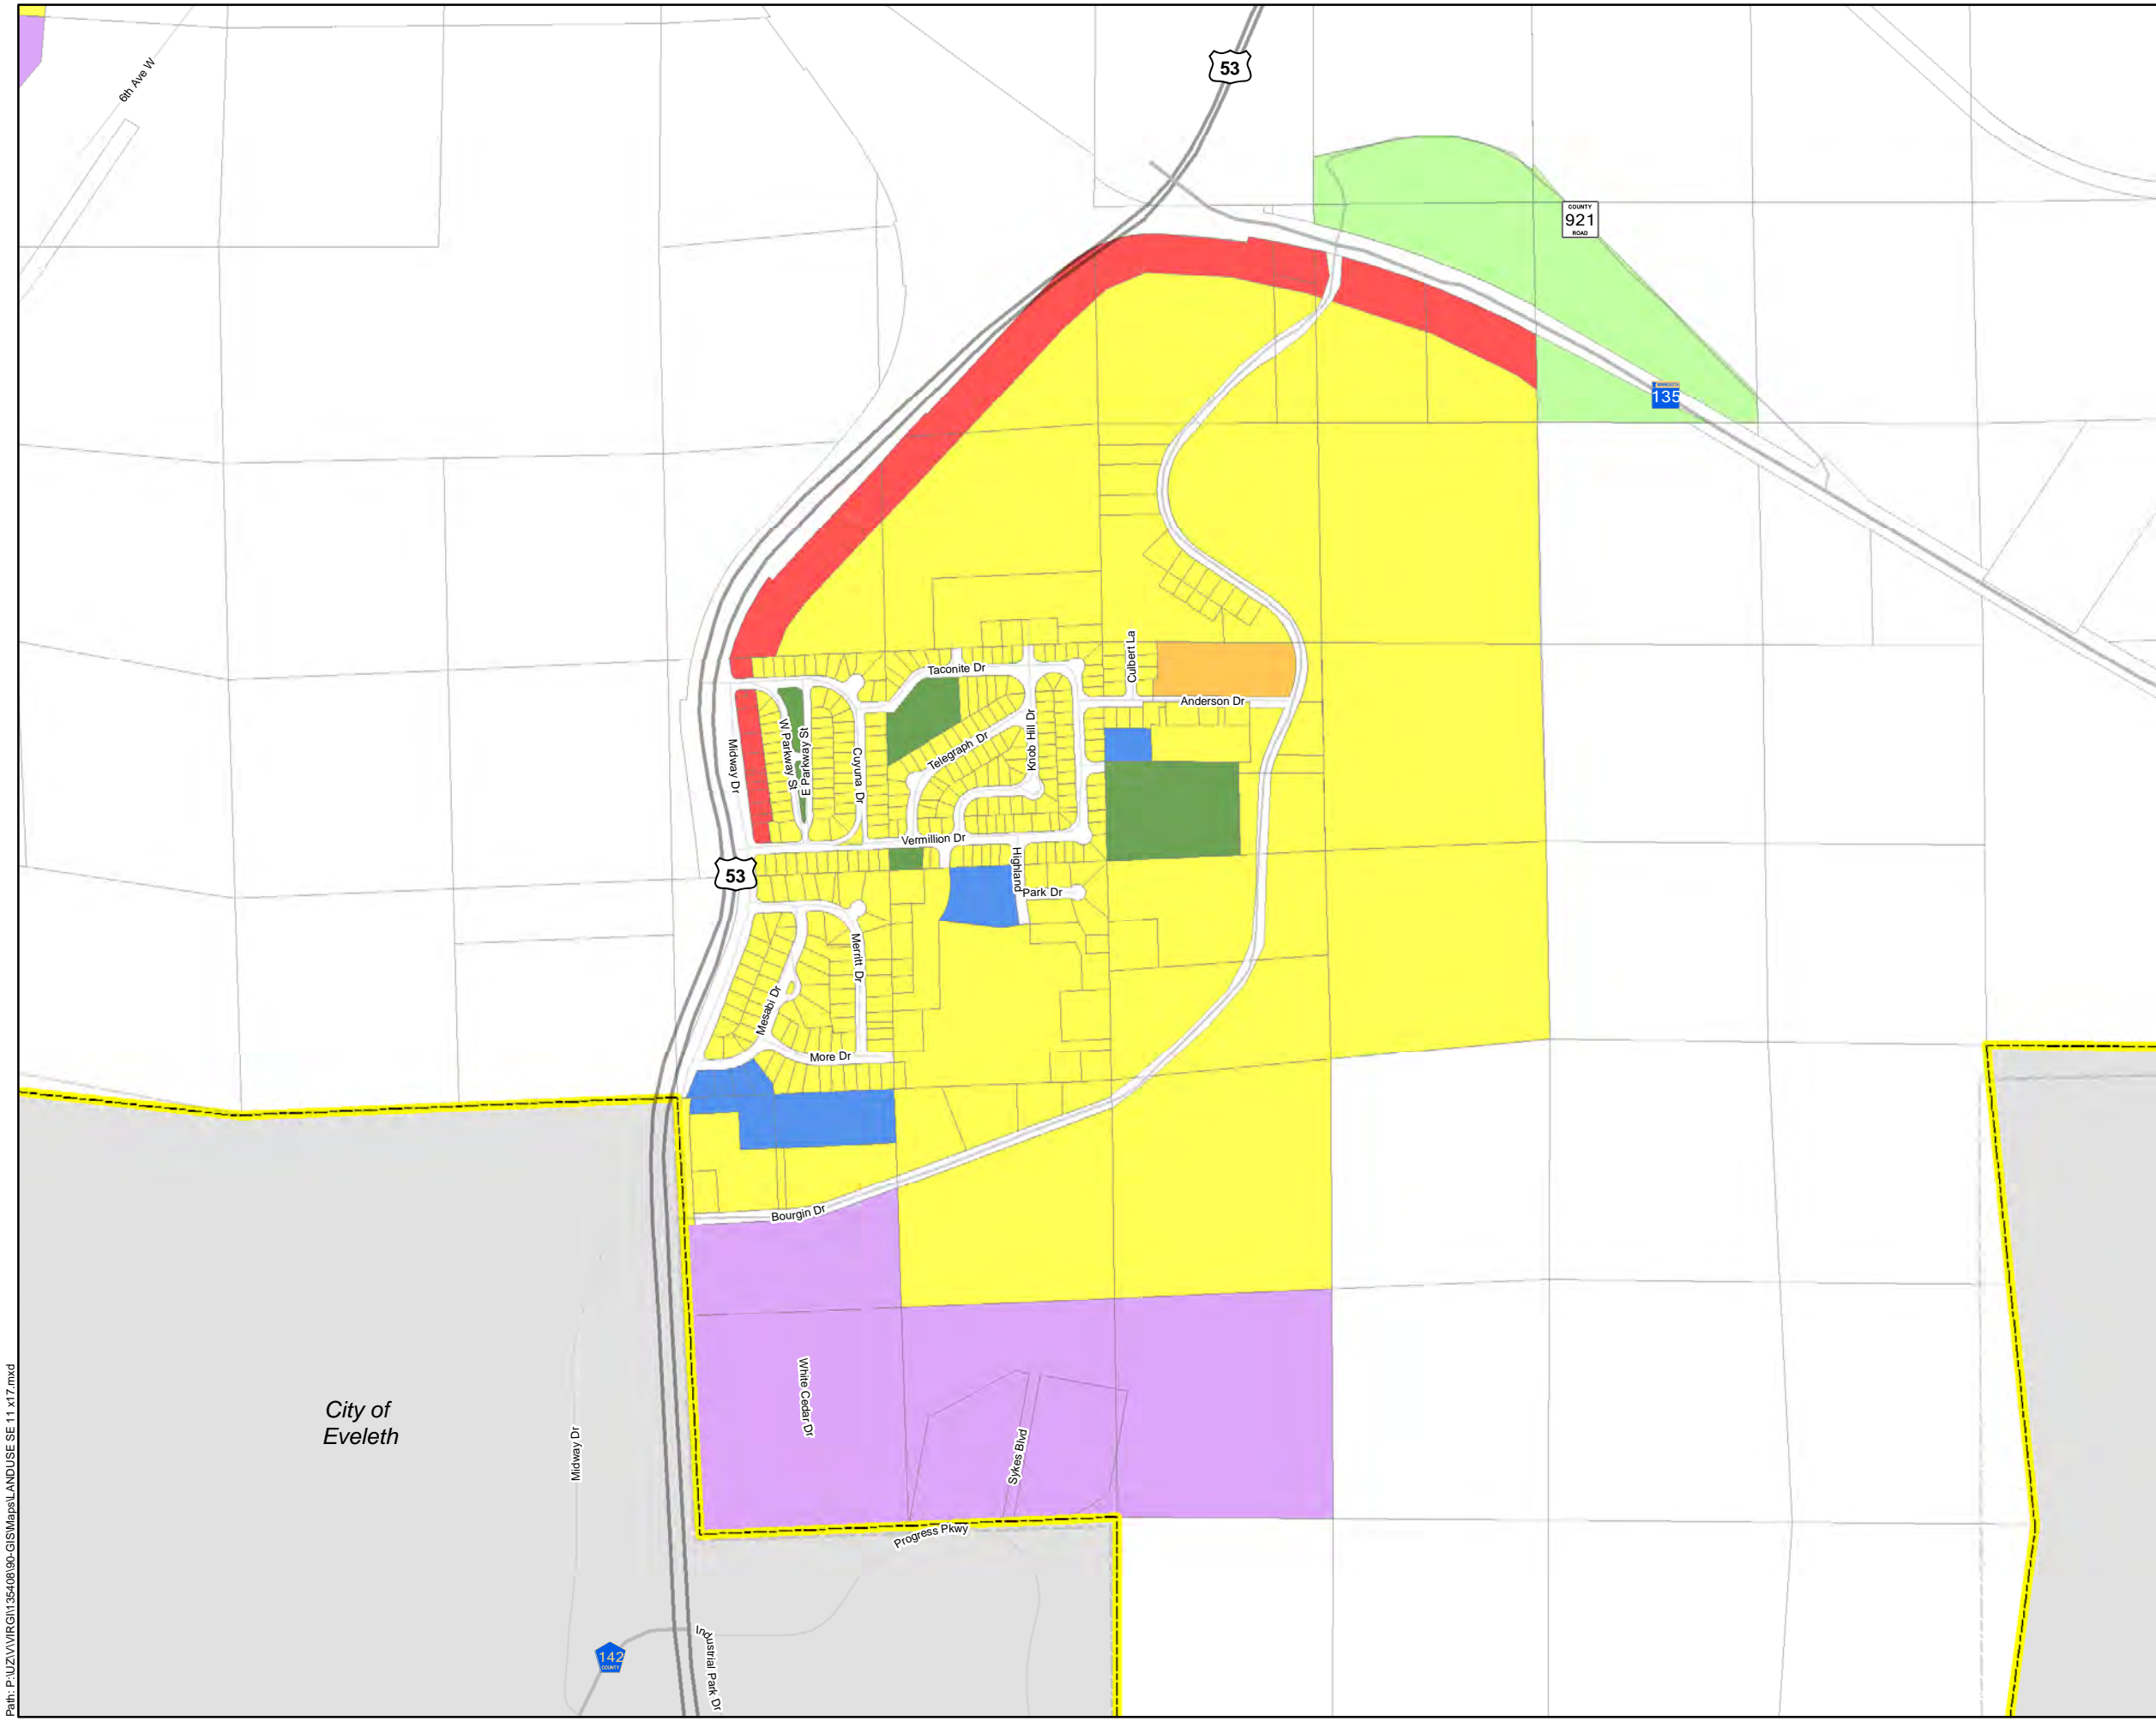 6th Ave W
53
COUNTY
921
ROAD
MINNESOTA
135
Culbert La
Taconite Dr
Anderson Dr
W Parkway St
E Parkway St
Knob Hill Dr
Telegraph Dr
Midway Dr
Cuyuna Dr
Vermillion Dr
53
Highland
Park Dr
Merritt Dr
Mesabi Dr
More Dr
Bourgin Dr
White Cedar Dr
City of
Eveleth
Midway Dr
Sykes Blvd
Progress Pkwy
142
COUNTY
Industrial Park Dr
Path: P:\UZ\V\VIRGI\135408\90-GIS\Maps\LANDUSE SE 11 x17.mxd